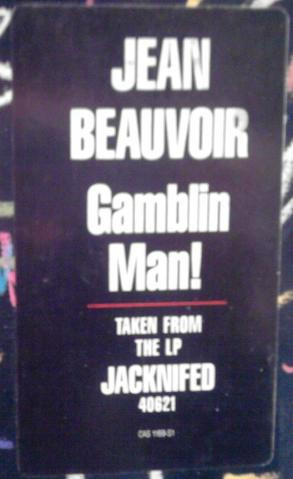 JEAN
BEAUVOIR
Gamblin
Man!
TAKEN FROM
THE LP
JACKNIFED
40621
CAS 1169-S1